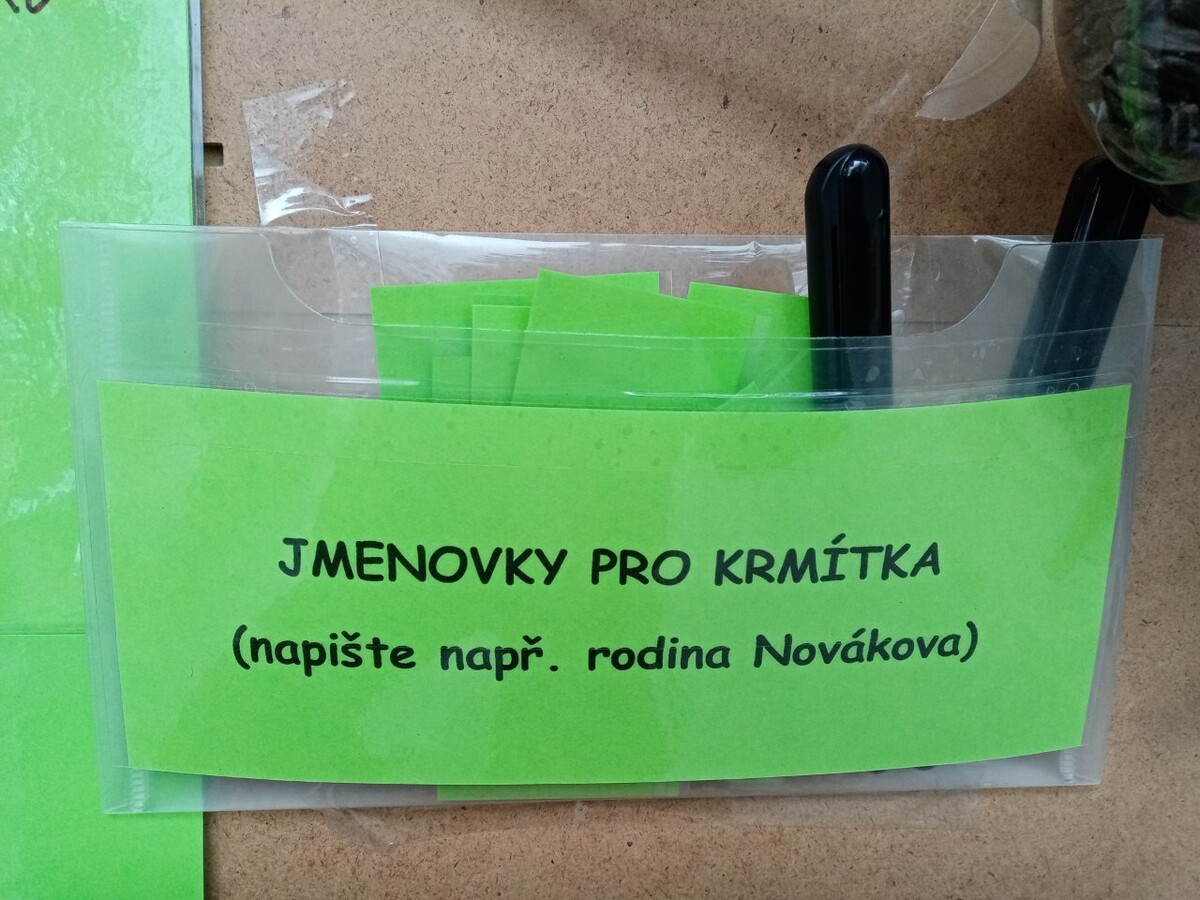 JMENOVKY PRO KRMÍTKA
(napište např. rodina Novákova)